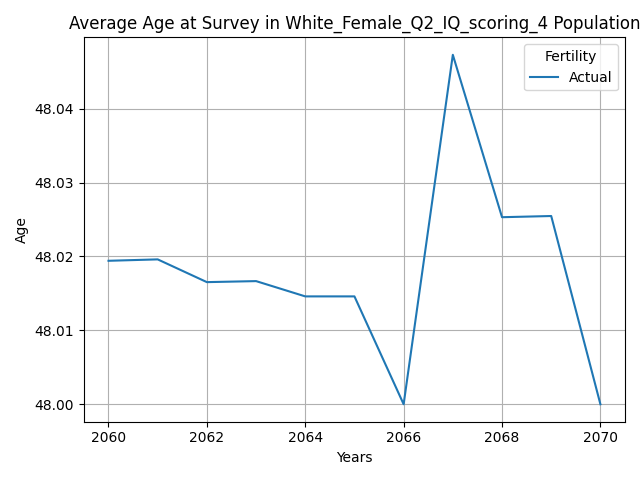 Average Age at Survey in White_Female_Q2_IQ_scoring_4 Population
Fertility
Actual
48.04
48.03
48.02
48.01
48.00
Age
2060 2062 2064 2066 2068 2070
Years